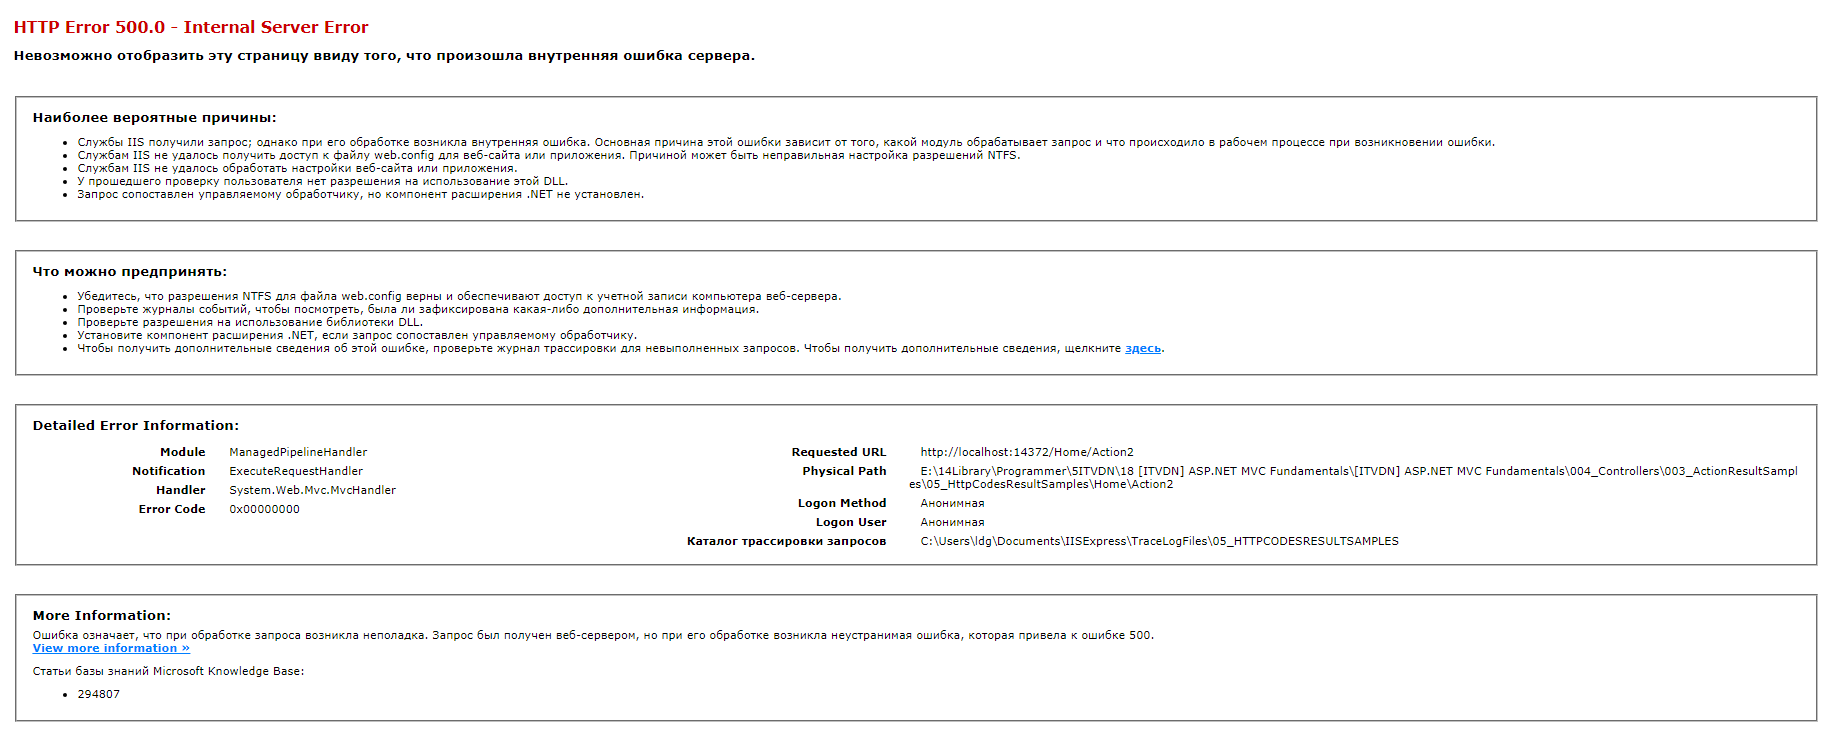 HTTP Error 500.0 - Internal Server Error
Невозможно отобразить эту страницу ввиду того, что произошла внутренняя ошибка сервера.
Наиболее вероятные причины:
• Службы IIS получили запрос; однако при его обработке возникла внутренняя ошибка. Основная причина этой ошибки зависит от того, какой модуль обрабатывает запрос и что происходило в рабочем процессе при возникновении ошибки.
• Службам IIS не удалось получить доступ к файлу web.config для веб-сайта или приложения. Причиной может быть неправильная настройка разрешений NTFS.
• Службам IIS не удалось обработать настройки веб-сайта или приложения.
• У прошедшего проверку пользователя нет разрешения на использование этой DLL.
• Запрос сопоставлен управляемому обработчику, но компонент расширения .NET не установлен.
Что можно предпринять:
• Убедитесь, что разрешения NTFS для файла web.config верны и обеспечивают доступ к учетной записи компьютера веб-сервера.
• Проверьте журналы событий, чтобы посмотреть, была ли зафиксирована какая-либо дополнительная информация.
• Проверьте разрешения на использование библиотеки DLL.
• Установите компонент расширения .NET, если запрос сопоставлен управляемому обработчику.
• Чтобы получить дополнительные сведения об этой ошибке, проверьте журнал трассировки для невыполненных запросов. Чтобы получить дополнительные сведения, щелкните здесь.
Detailed Error Information:
Module ManagedPipelineHandler
Notification ExecuteRequestHandler
Handler System.Web.Mvc.MvcHandler
Error Code 0x00000000
Requested URL http://localhost:14372/Home/Action2
Physical Path E:\14Library\Programmer\5ITVDN\18 [ITVDN] ASP.NET MVC Fundamentals\[ITVDN] ASP.NET MVC Fundamentals\004_Controllers\003_ActionResultSampl
es\05_HttpCodesResultSamples\Home\Action2
Logon Method Анонимная
Logon User Анонимная
Каталог трассировки запросов C:\Users\ldg\Documents\IISExpress\TraceLogFiles\05_HTTPCODESRESULTSAMPLES
More Information:
Ошибка означает, что при обработке запроса возникла неполадка. Запрос был получен веб-сервером, но при его обработке возникла неустранимая ошибка, которая привела к ошибке 500.
View more information »
Статьи базы знаний Microsoft Knowledge Base:
• 294807